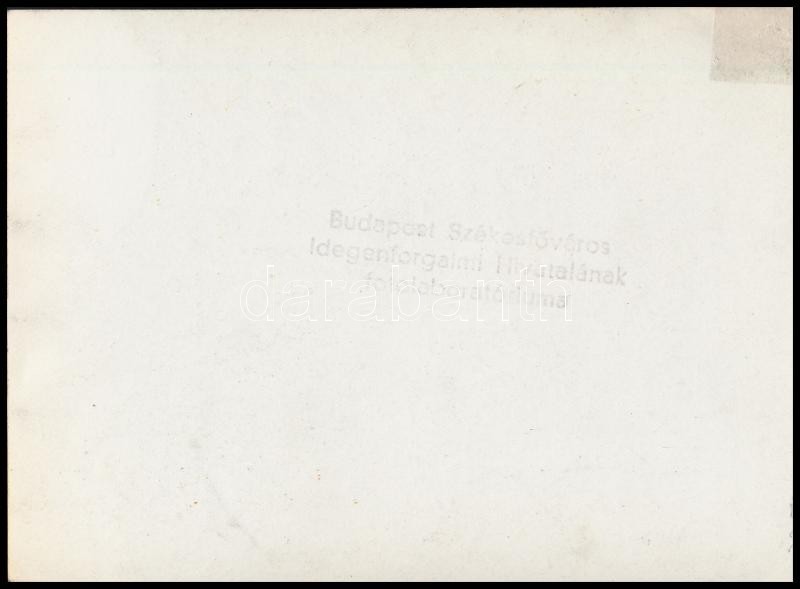 Budapest Székesfőváros
Idegenforgalmi Hivatalának
fotolaboratóriuma
darabanth